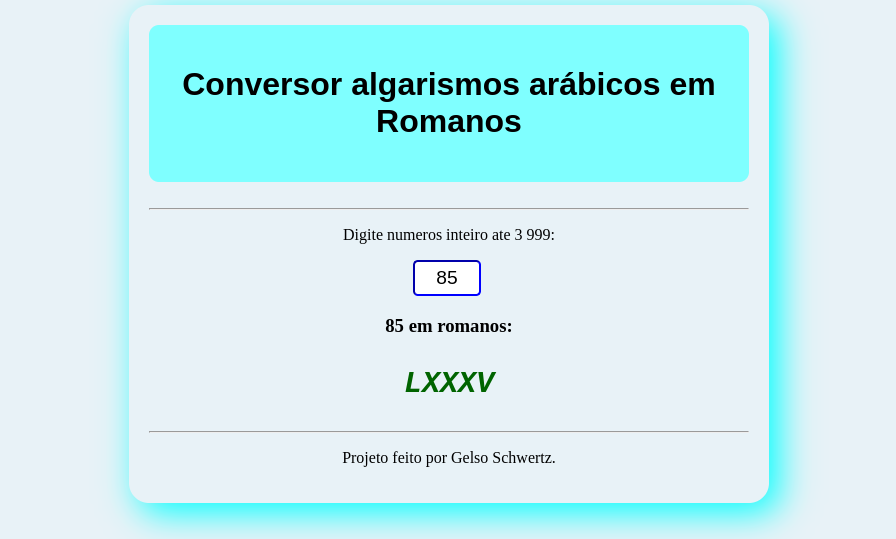 Conversor algarismos arábicos em
Romanos
Digite numeros inteiro ate 3 999:
85
85 em romanos:
LXXXV
Projeto feito por Gelso Schwertz.